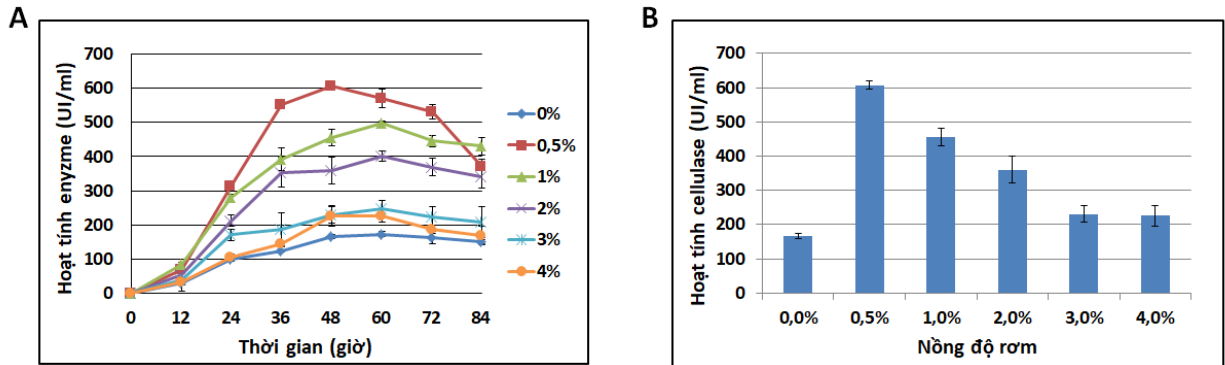 A
Hoạt tính enyzme (UI/ml)
700
600
500
400
300
200
100
0
0 12 24 36 48 60 72 84
Thời gian (giờ)
0%
0,5%
1%
2%
3%
4%
B
Hoạt tính cellulase (UI/ml)
700
600
500
400
300
200
100
0
0,0% 0,5% 1,0% 2,0% 3,0% 4,0%
Nồng độ rơm